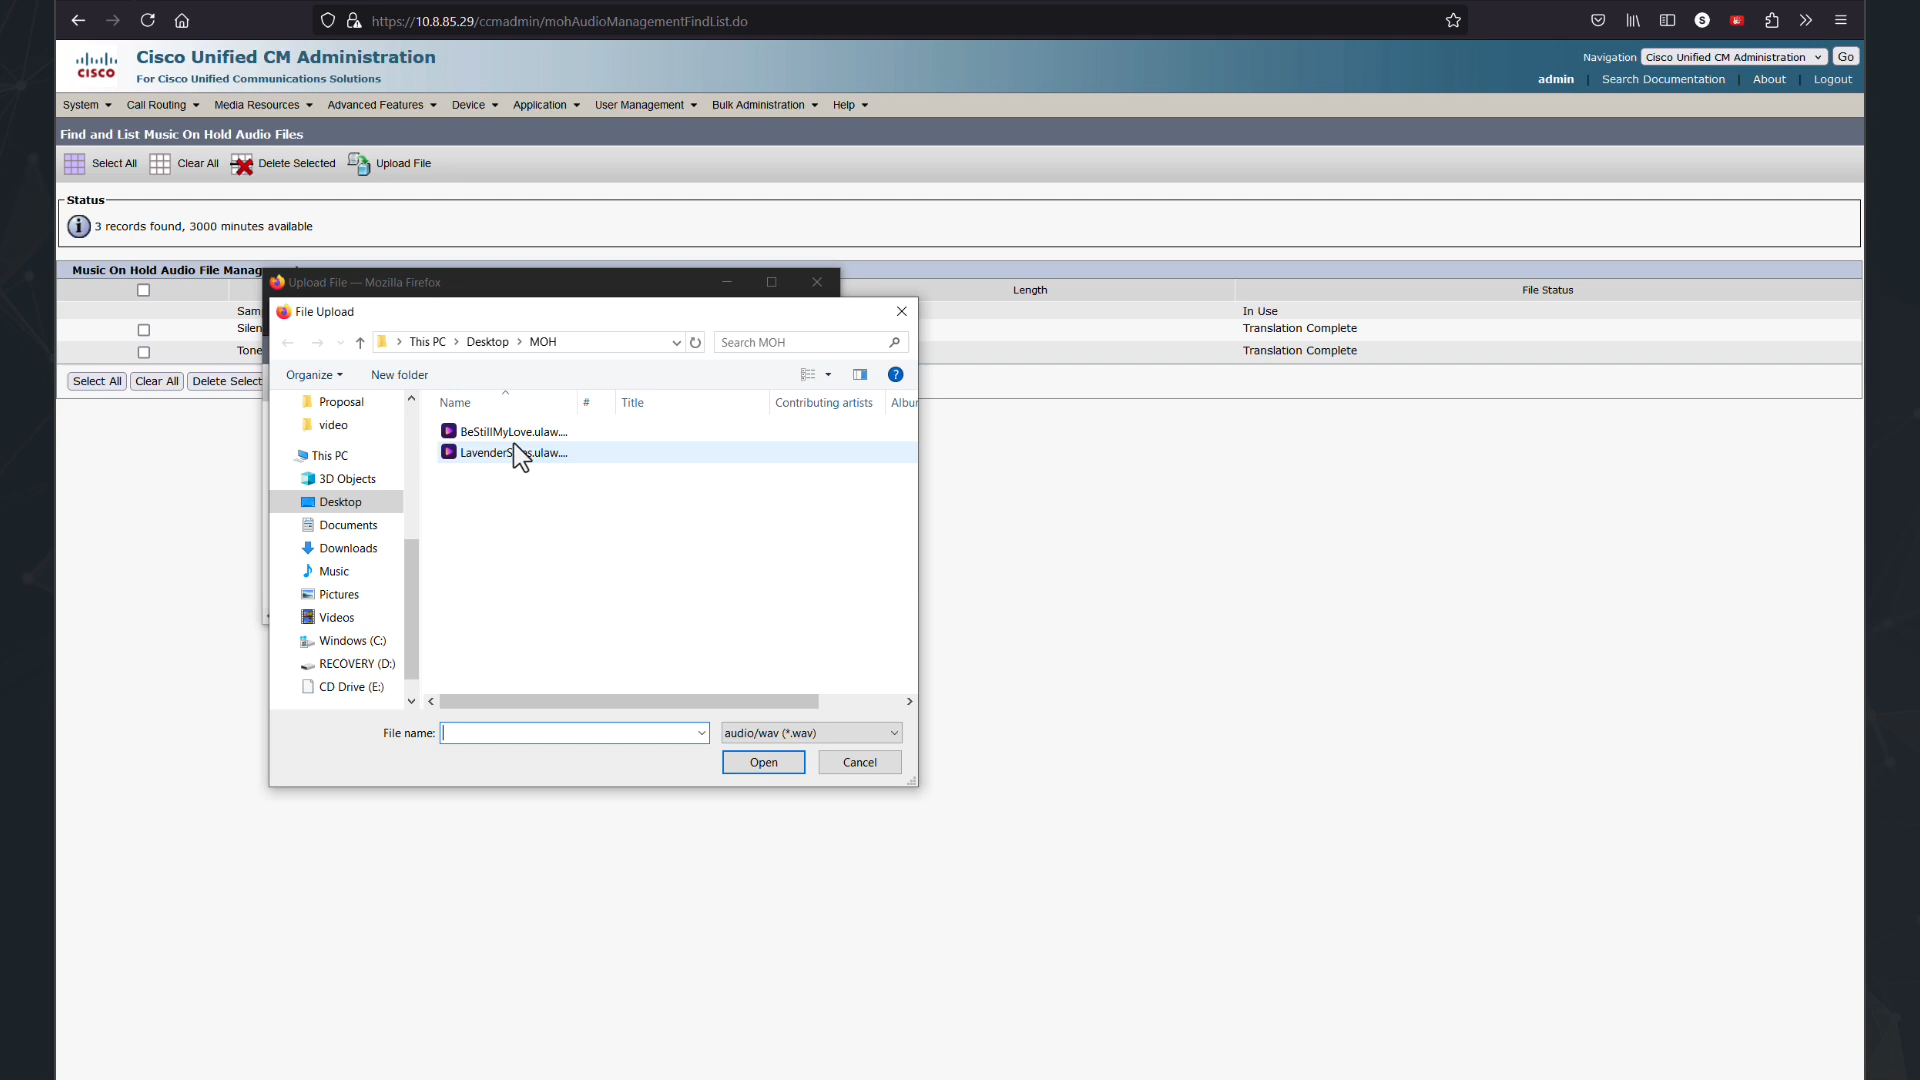 https://10.8.85.29/ccmadmin/mohAudioManagementFindList.do
S
CISCO
Cisco Unified CM Administration
For Cisco Unified Communications Solutions
Navigation Cisco Unified CM Administration Go
admin | Search Documentation | About | Logout
System Call Routing Media Resources Advanced Features Device Application User Management Bulk Administration Help
Find and List Music On Hold Audio Files
Select All Clear All Delete Selected Upload File
Status
3 records found, 3000 minutes available
Music On Hold Audio File Manag
Length File Status
Sam In Use
Silen Translation Complete
Tone Translation Complete
Select All Clear All Delete Select
Upload File — Mozilla Firefox
File Upload
This PC > Desktop > MOH
Search MOH
Organize New folder
Name # Title Contributing artists Albu
BeStillMyLove.ulaw....
Proposal
video
This PC
3D Objects
Desktop
Documents
Downloads
Music
Pictures
Videos
Windows (C:)
RECOVERY (D:)
CD Drive (E:)
File name: audio/wav (*.wav)
Open Cancel